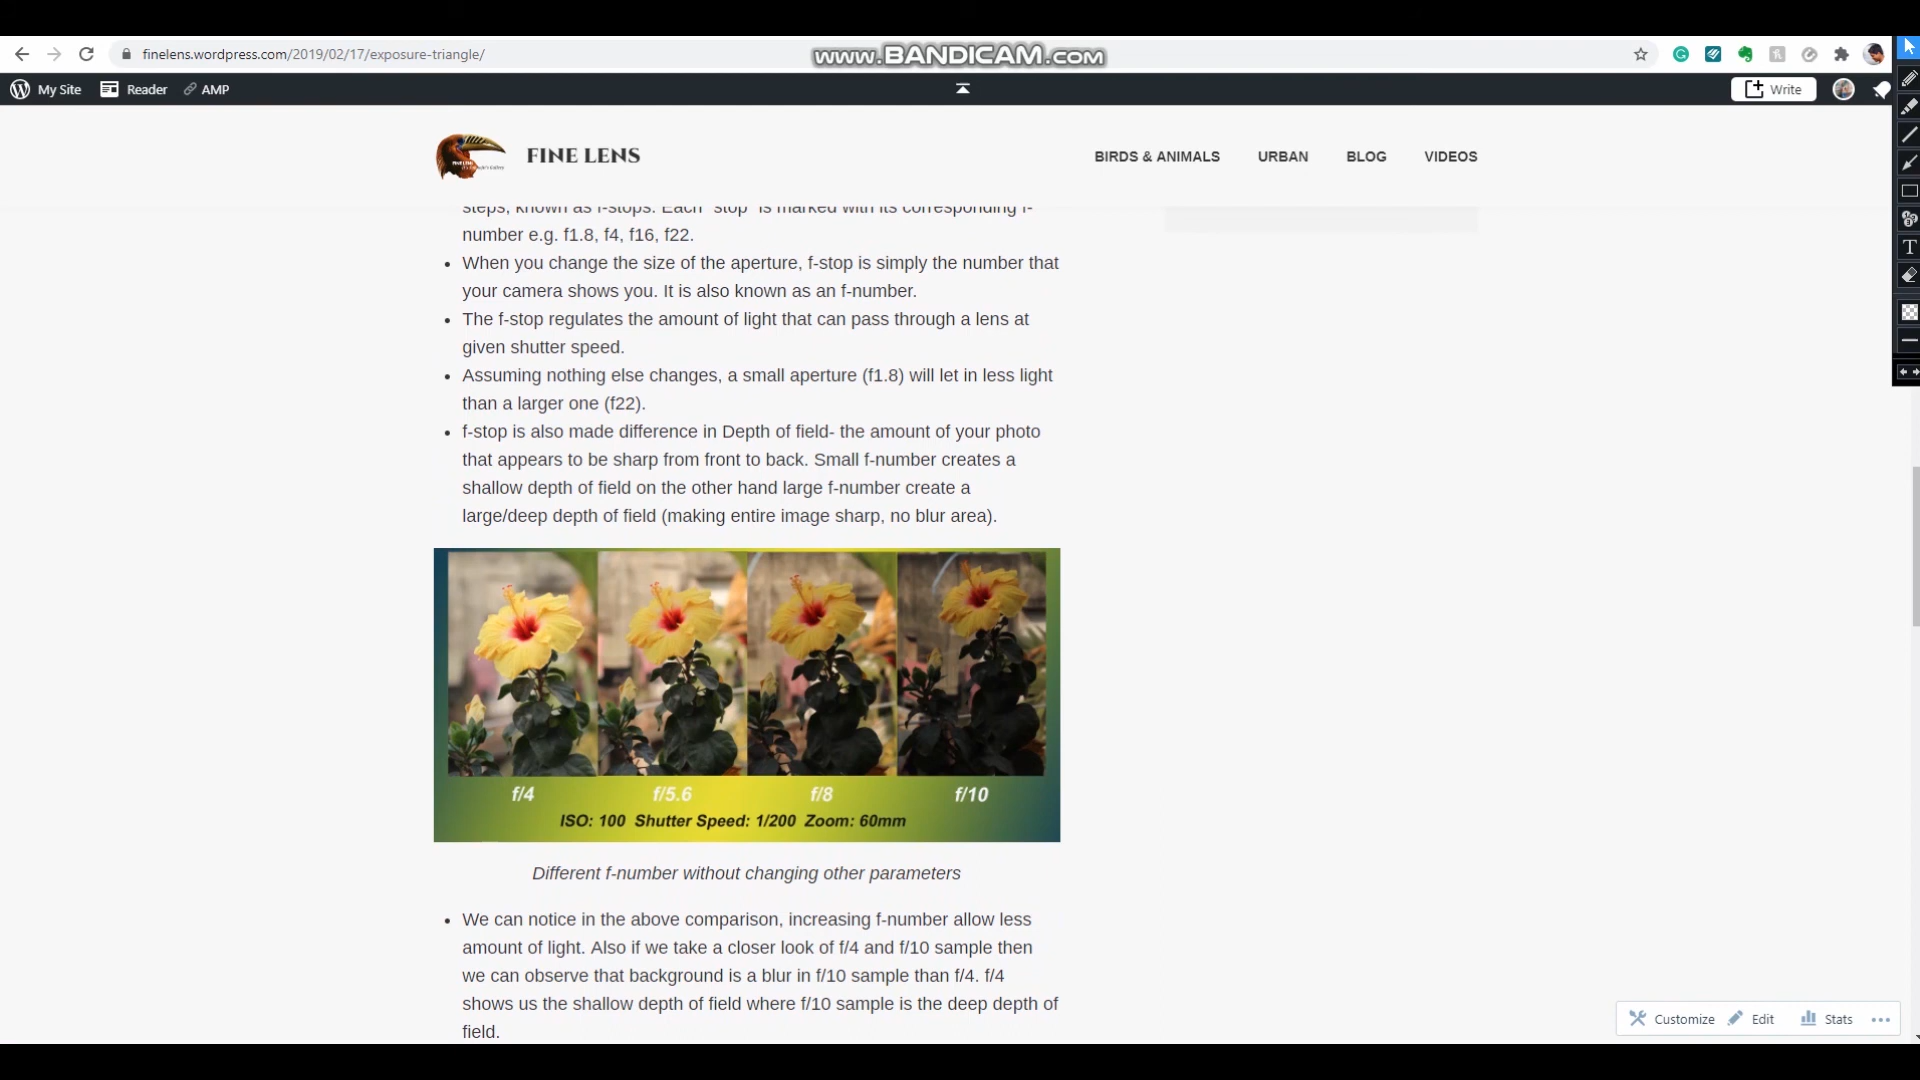 finelens.wordpress.com/2019/02/17/exposure-triangle/
www.BANDICAM.com
My Site
Reader
AMP
Write
FINE LENS
BIRDS & ANIMALS
URBAN
BLOG
VIDEOS
steps, known as f-stops. Each "stop" is marked with its corresponding f-
number e.g. f1.8, f4, f16, f22.
• When you change the size of the aperture, f-stop is simply the number that
your camera shows you. It is also known as an f-number.
• The f-stop regulates the amount of light that can pass through a lens at
given shutter speed.
• Assuming nothing else changes, a small aperture (f1.8) will let in less light
than a larger one (f22).
• f-stop is also made difference in Depth of field- the amount of your photo
that appears to be sharp from front to back. Small f-number creates a
shallow depth of field on the other hand large f-number create a
large/deep depth of field (making entire image sharp, no blur area).
f/4 f/5.6 f/8 f/10
ISO: 100 Shutter Speed: 1/200 Zoom: 60mm
Different f-number without changing other parameters
• We can notice in the above comparison, increasing f-number allow less
amount of light. Also if we take a closer look of f/4 and f/10 sample then
we can observe that background is a blur in f/10 sample than f/4. f/4
shows us the shallow depth of field where f/10 sample is the deep depth of
field.
Customize
Edit
Stats